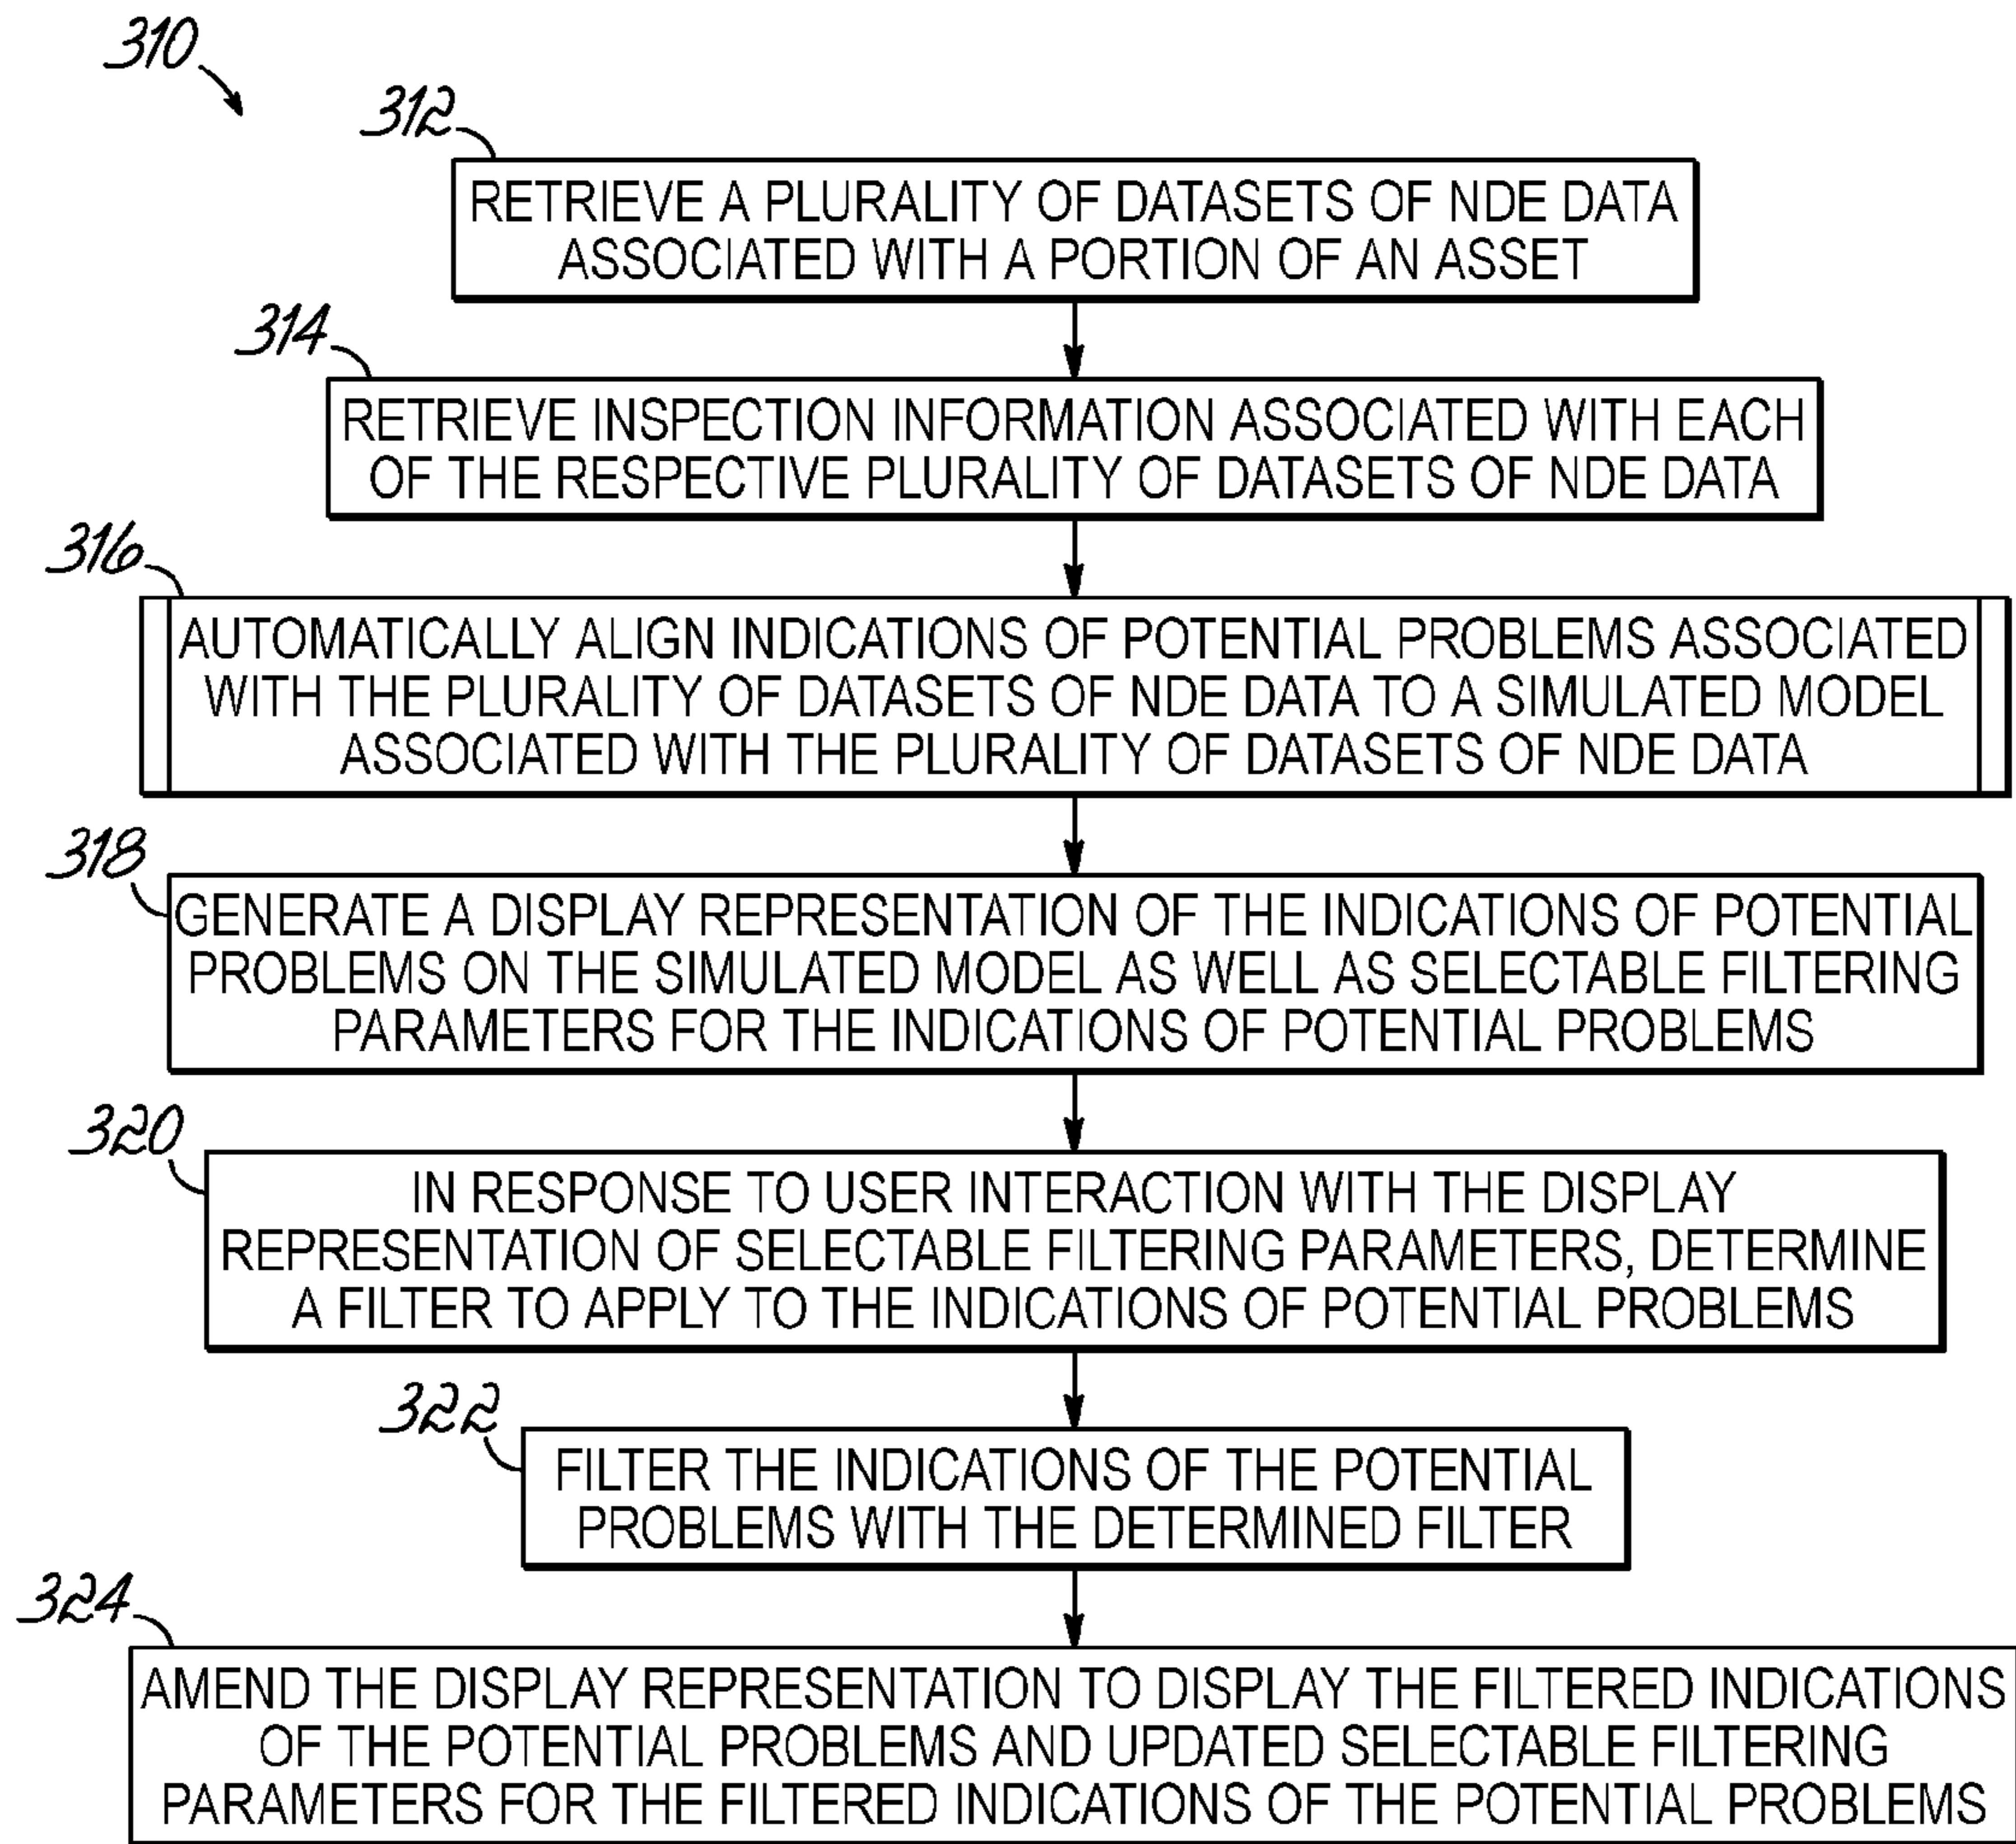 310
312
RETRIEVE A PLURALITY OF DATASETS OF NDE DATA
ASSOCIATED WITH A PORTION OF AN ASSET
314
RETRIEVE INSPECTION INFORMATION ASSOCIATED WITH EACH
OF THE RESPECTIVE PLURALITY OF DATASETS OF NDE DATA
316
AUTOMATICALLY ALIGN INDICATIONS OF POTENTIAL PROBLEMS ASSOCIATED
WITH THE PLURALITY OF DATASETS OF NDE DATA TO A SIMULATED MODEL
ASSOCIATED WITH THE PLURALITY OF DATASETS OF NDE DATA
318
GENERATE A DISPLAY REPRESENTATION OF THE INDICATIONS OF POTENTIAL
PROBLEMS ON THE SIMULATED MODEL AS WELL AS SELECTABLE FILTERING
PARAMETERS FOR THE INDICATIONS OF POTENTIAL PROBLEMS
320
IN RESPONSE TO USER INTERACTION WITH THE DISPLAY
REPRESENTATION OF SELECTABLE FILTERING PARAMETERS, DETERMINE
A FILTER TO APPLY TO THE INDICATIONS OF POTENTIAL PROBLEMS
322
FILTER THE INDICATIONS OF THE POTENTIAL
PROBLEMS WITH THE DETERMINED FILTER
324
AMEND THE DISPLAY REPRESENTATION TO DISPLAY THE FILTERED INDICATIONS
OF THE POTENTIAL PROBLEMS AND UPDATED SELECTABLE FILTERING
PARAMETERS FOR THE FILTERED INDICATIONS OF THE POTENTIAL PROBLEMS